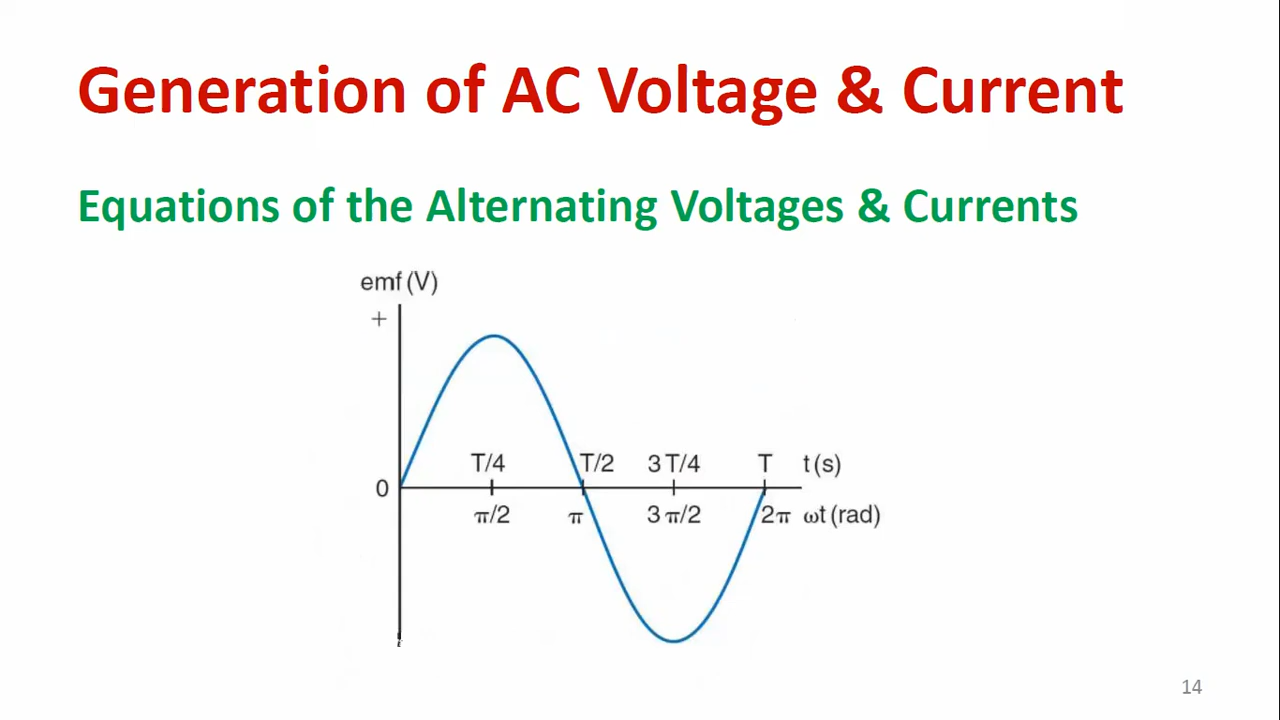 Generation of AC Voltage & Current
Equations of the Alternating Voltages & Currents
emf (V)
+
T/4 T/2 3 T/4 T t (s)
0
π/2 π 3 π/2 2π ωt (rad)
14